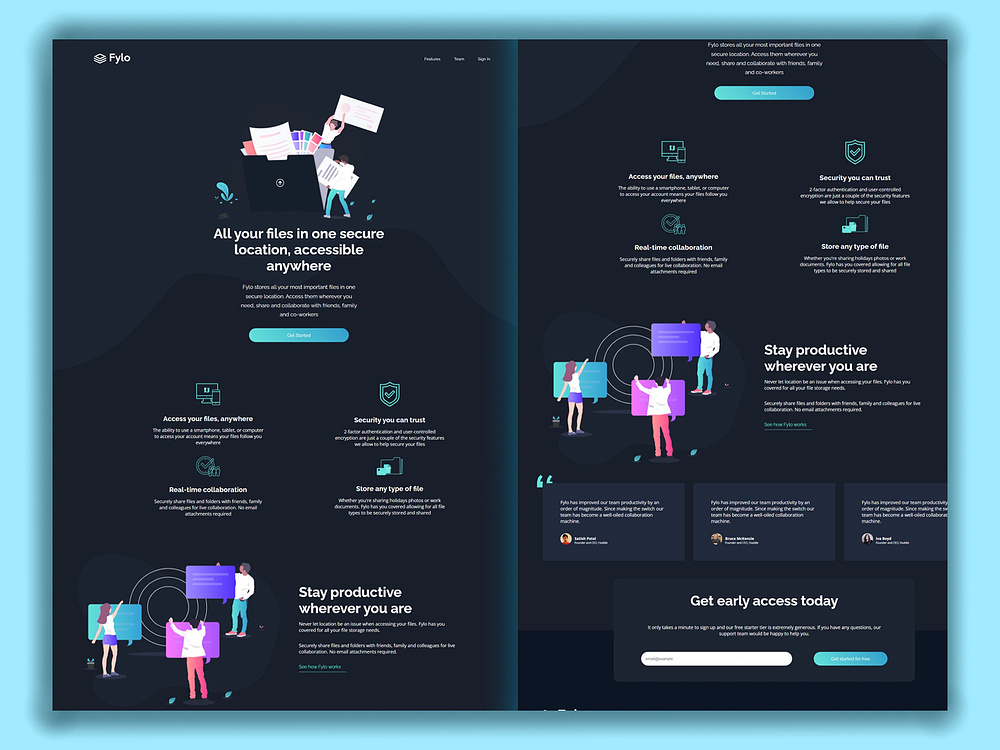 Fylo
Features
Team
Sign In
All your files in one secure
location, accessible
anywhere
Fylo stores all your most important files in one
secure location. Access them wherever you
need, share and collaborate with friends, family
and co-workers
Get Started
Access your files, anywhere
The ability to use a smartphone, tablet, or computer
to access your account means your files follow you
everywhere
Security you can trust
2-factor authentication and user-controlled
encryption are just a couple of the security features
we allow to help secure your files
Real-time collaboration
Securely share files and folders with friends, family
and colleagues for live collaboration. No email
attachments required
Store any type of file
Whether you're sharing holidays photos or work
documents. Fylo has you covered allowing for all file
types to be securely stored and shared
Stay productive
wherever you are
Never let location be an issue when accessing your files. Fylo has you
covered for all your file storage needs.
Securely share files and folders with friends, family and colleagues for live
collaboration. No email attachments required.
See how Fylo works
Fylo stores all your most important files in one
secure location. Access them wherever you
need, share and collaborate with friends, family
and co-workers
Get Started
Access your files, anywhere
The ability to use a smartphone, tablet, or computer
to access your account means your files follow you
everywhere
Security you can trust
2-factor authentication and user-controlled
encryption are just a couple of the security features
we allow to help secure your files
Real-time collaboration
Securely share files and folders with friends, family
and colleagues for live collaboration. No email
attachments required
Store any type of file
Whether you're sharing holidays photos or work
documents. Fylo has you covered allowing for all file
types to be securely stored and shared
Stay productive
wherever you are
Never let location be an issue when accessing your files. Fylo has you
covered for all your file storage needs.
Securely share files and folders with friends, family and colleagues for live
collaboration. No email attachments required.
See how Fylo works
Fylo has improved our team productivity by an
order of magnitude. Since making the switch our
team has become a well-oiled collaboration
machine.
Satish Patel
Founder and CEO, Huddle
Fylo has improved our team productivity by an
order of magnitude. Since making the switch our
team has become a well-oiled collaboration
machine.
Bruce McKenzie
Founder and CEO, Huddle
Fylo has improved our team productivity
order of magnitude. Since making the sw
team has become a well-oiled collaborat
machine.
Iva Boyd
Founder and CEO, Huddle
Get early access today
It only takes a minute to sign up and our free starter tier is extremely generous. If you have any questions, our
support team would be happy to help you.
email@example
Get started for free